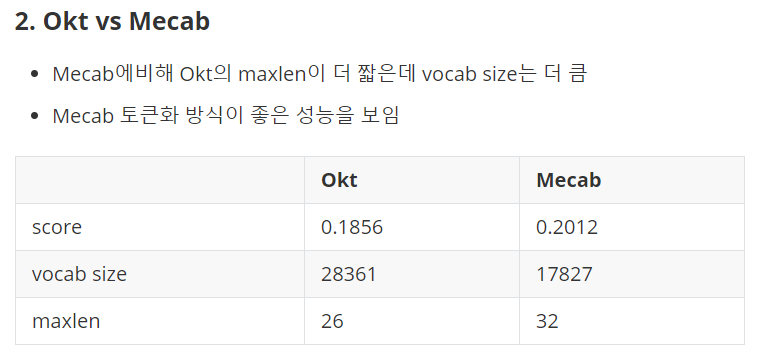 2. Okt vs Mecab
Mecab에비해 Okt의 maxlen이 더 짧은데 vocab size는 더 큼
Mecab 토큰화 방식이 좋은 성능을 보임
Okt Mecab
score 0.1856 0.2012
vocab size 28361 17827
maxlen 26 32